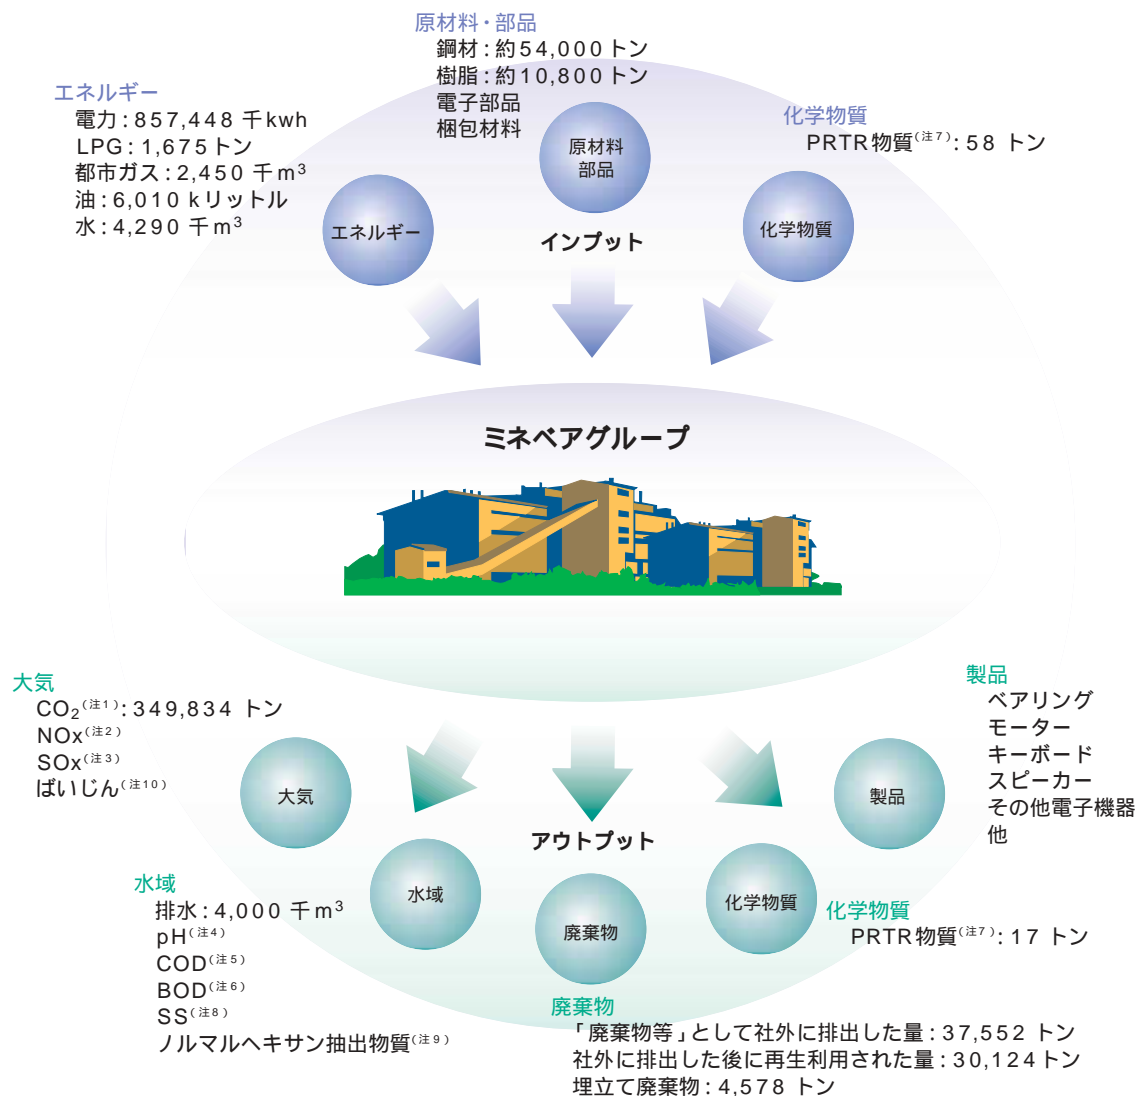 原材料・部品
鋼材：約54,000 トン
樹脂：約10,800 トン
電子部品
梱包材料
エネルギー
電力：857,448 千kwh
LPG：1,675トン
都市ガス：2,450 千m³
油：6,010 kリットル
水：4,290 千m³
化学物質
PRTR物質(注7)：58 トン
原材料
部品
エネルギー
化学物質
インプット
ミネベアグループ
大気
CO₂(注1)：349,834 トン
NOx(注2)
SOx(注3)
ばいじん(注10)
製品
ベアリング
モーター
キーボード
スピーカー
その他電子機器
他
大気
製品
アウトプット
水域
化学物質
廃棄物
水域
排水：4,000 千m³
pH(注4)
COD(注5)
BOD(注6)
SS(注8)
ノルマルヘキサン抽出物質(注9)
化学物質
PRTR物質(注7)：17 トン
廃棄物
「廃棄物等」として社外に排出した量：37,552 トン
社外に排出した後に再生利用された量：30,124トン
埋立て廃棄物：4,578 トン